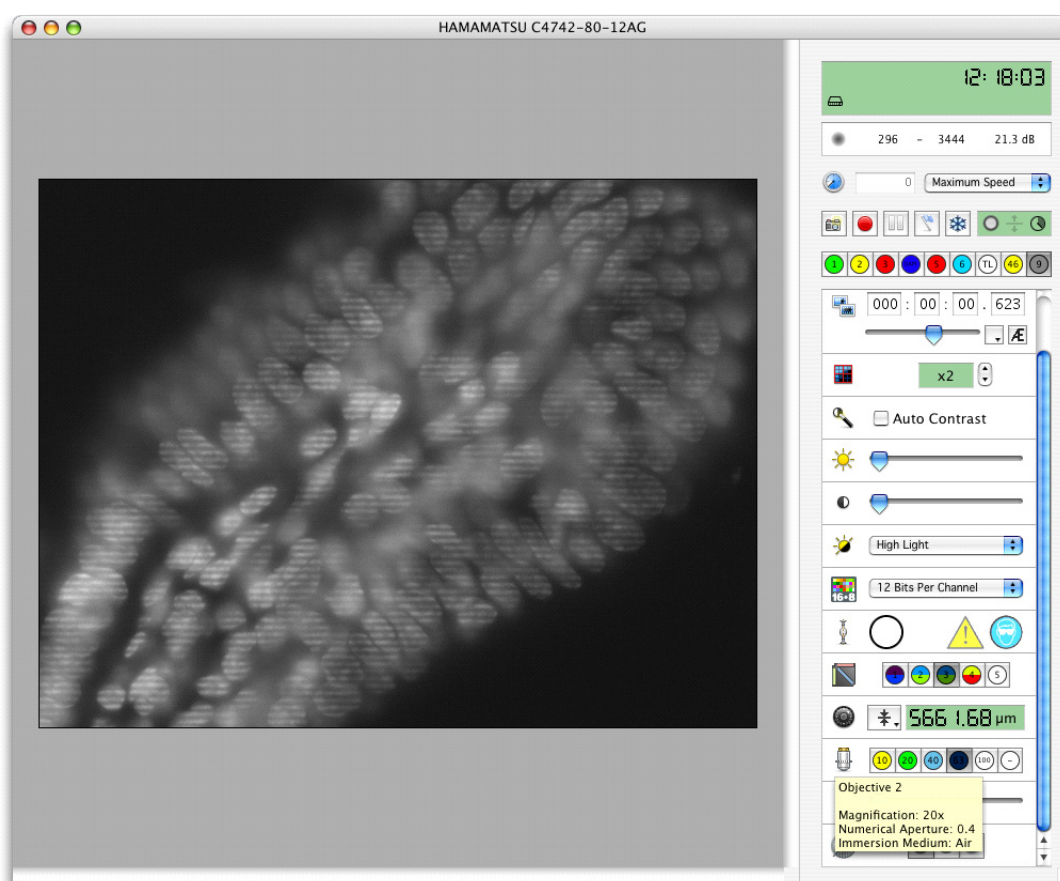 HAMAMATSU C4742-80-12AG
12:18:03
296 - 3444 21.3 dB
0 Maximum Speed
1 2 3 5 6 TL 46 9
000 : 00 : 00 . 623
Æ
x2
Auto Contrast
High Light
16•8 12 Bits Per Channel
1 2 3 4 5
5661.68 µm
10 20 40 63 100 -
Objective 2
Magnification: 20x
Numerical Aperture: 0.4
Immersion Medium: Air